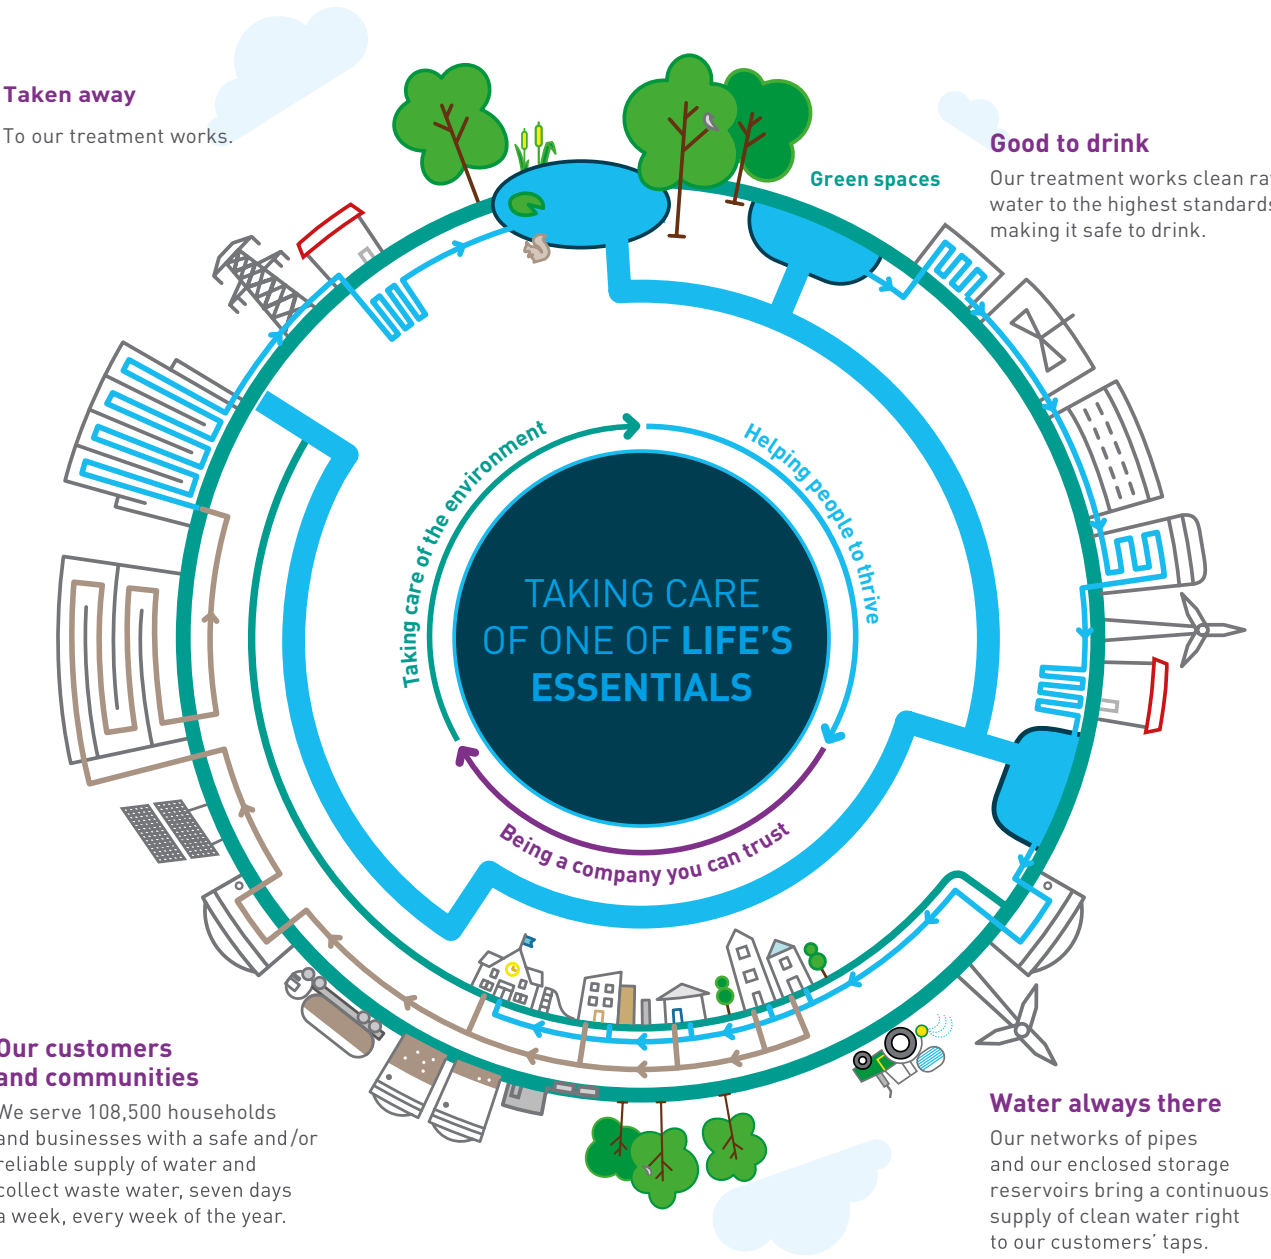 Taken away
To our treatment works.
Green spaces
Good to drink
Our treatment works clean
water to the highest standards
making it safe to drink.
Taking care of the environment
Helping people to thrive
TAKING CARE
OF ONE OF LIFE'S
ESSENTIALS
Being a company you can trust
Our customers
and communities
We serve 108,500 households
and businesses with a safe and/or
reliable supply of water and
collect waste water, seven days
a week, every week of the year.
Water always there
Our networks of pipes
and our enclosed storage
reservoirs bring a continuous
supply of clean water right
to our customers' taps.